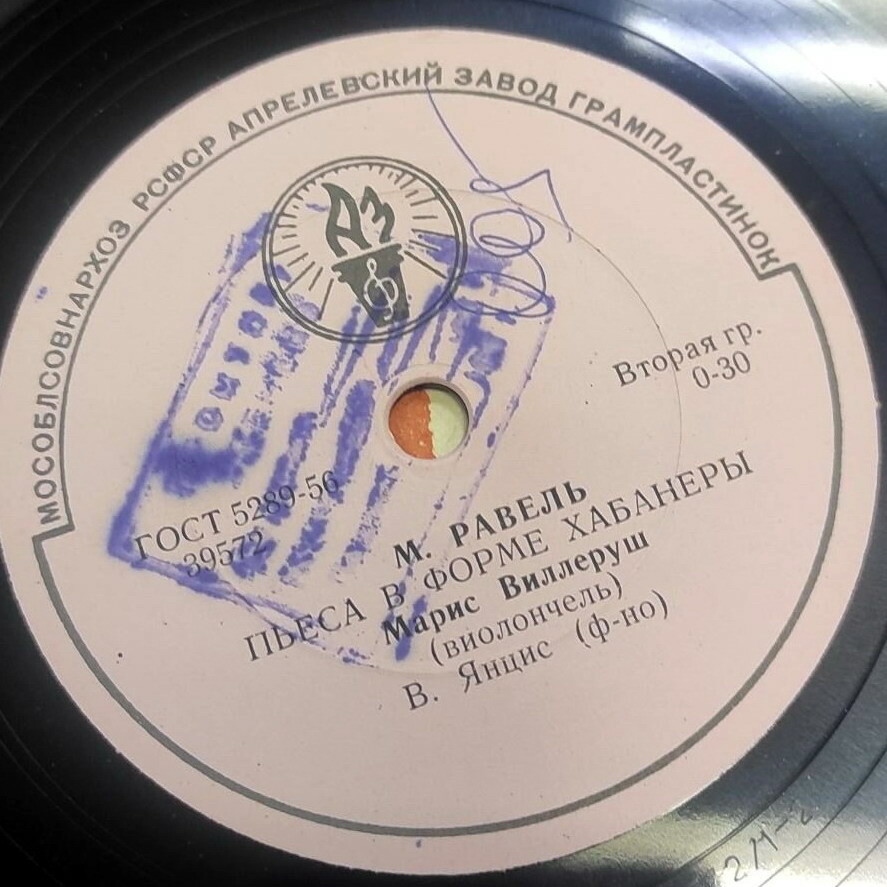 МОСОБЛСОВНАРХОЗ РСФСР АПРЕЛЕВСКИЙ ЗАВОД ГРАМПЛАСТИНОК
АЗ
Вторая гр.
0-30
ГОСТ 5289-56
39572
М. РАВЕЛЬ
ПЬЕСА В ФОРМЕ ХАБАНЕРЫ
Марис Виллеруш
(виолончель)
В. Янцис (ф-но)